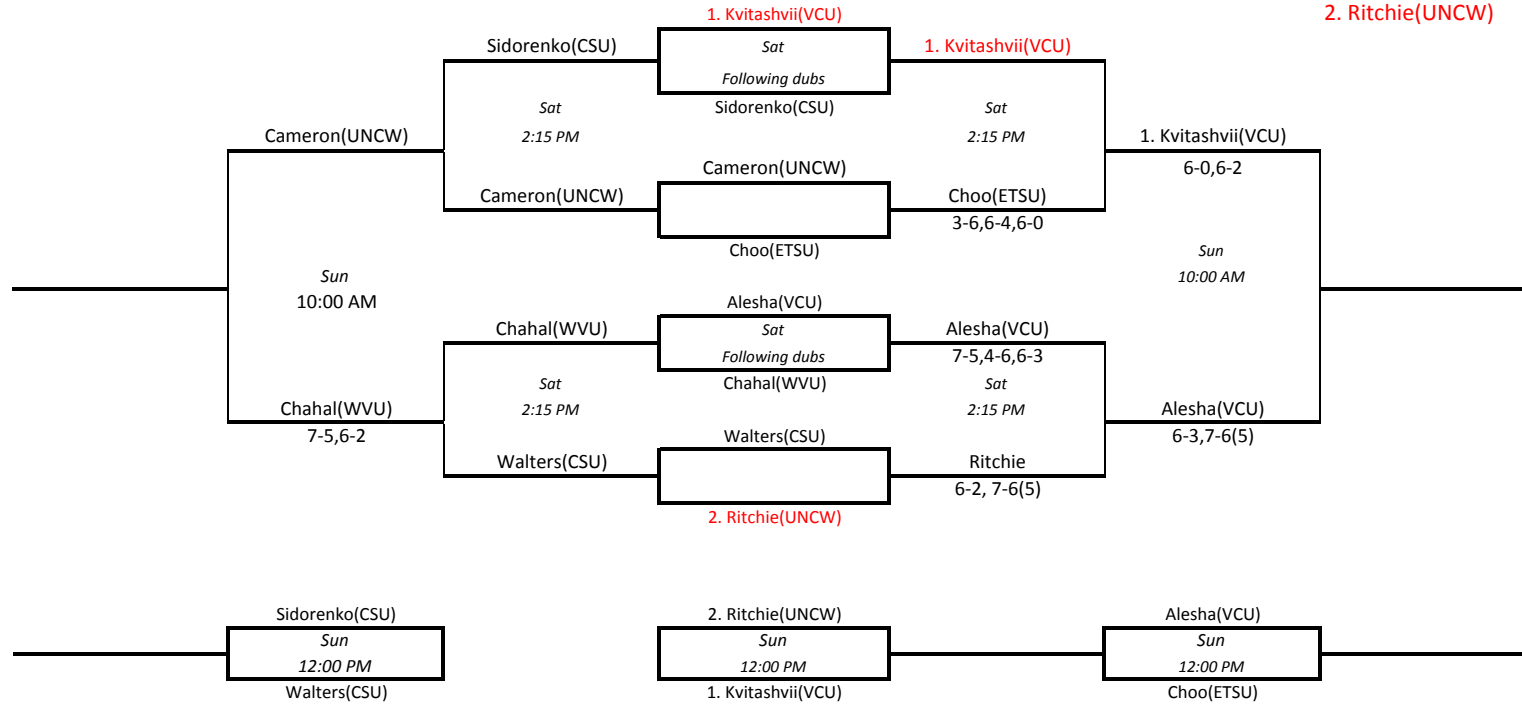 1. Kvitashvii(VCU)
2. Ritchie(UNCW)
Sidorenko(CSU)
Sat
1. Kvitashvii(VCU)
Following dubs
Sat
Sidorenko(CSU)
Sat
Cameron(UNCW)
2:15 PM
2:15 PM
1. Kvitashvii(VCU)
Cameron(UNCW)
6-0,6-2
Cameron(UNCW)
Choo(ETSU)
3-6,6-4,6-0
Choo(ETSU)
Sun
Sun
10:00 AM
10:00 AM
Alesha(VCU)
Chahal(WVU)
Sat
Alesha(VCU)
Following dubs
7-5,4-6,6-3
Sat
Chahal(WVU)
Sat
Chahal(WVU)
2:15 PM
2:15 PM
Alesha(VCU)
7-5,6-2
Walters(CSU)
6-3,7-6(5)
Walters(CSU)
Ritchie
6-2, 7-6(5)
2. Ritchie(UNCW)
Sidorenko(CSU)
2. Ritchie(UNCW)
Alesha(VCU)
Sun
Sun
Sun
12:00 PM
12:00 PM
12:00 PM
Walters(CSU)
1. Kvitashvii(VCU)
Choo(ETSU)